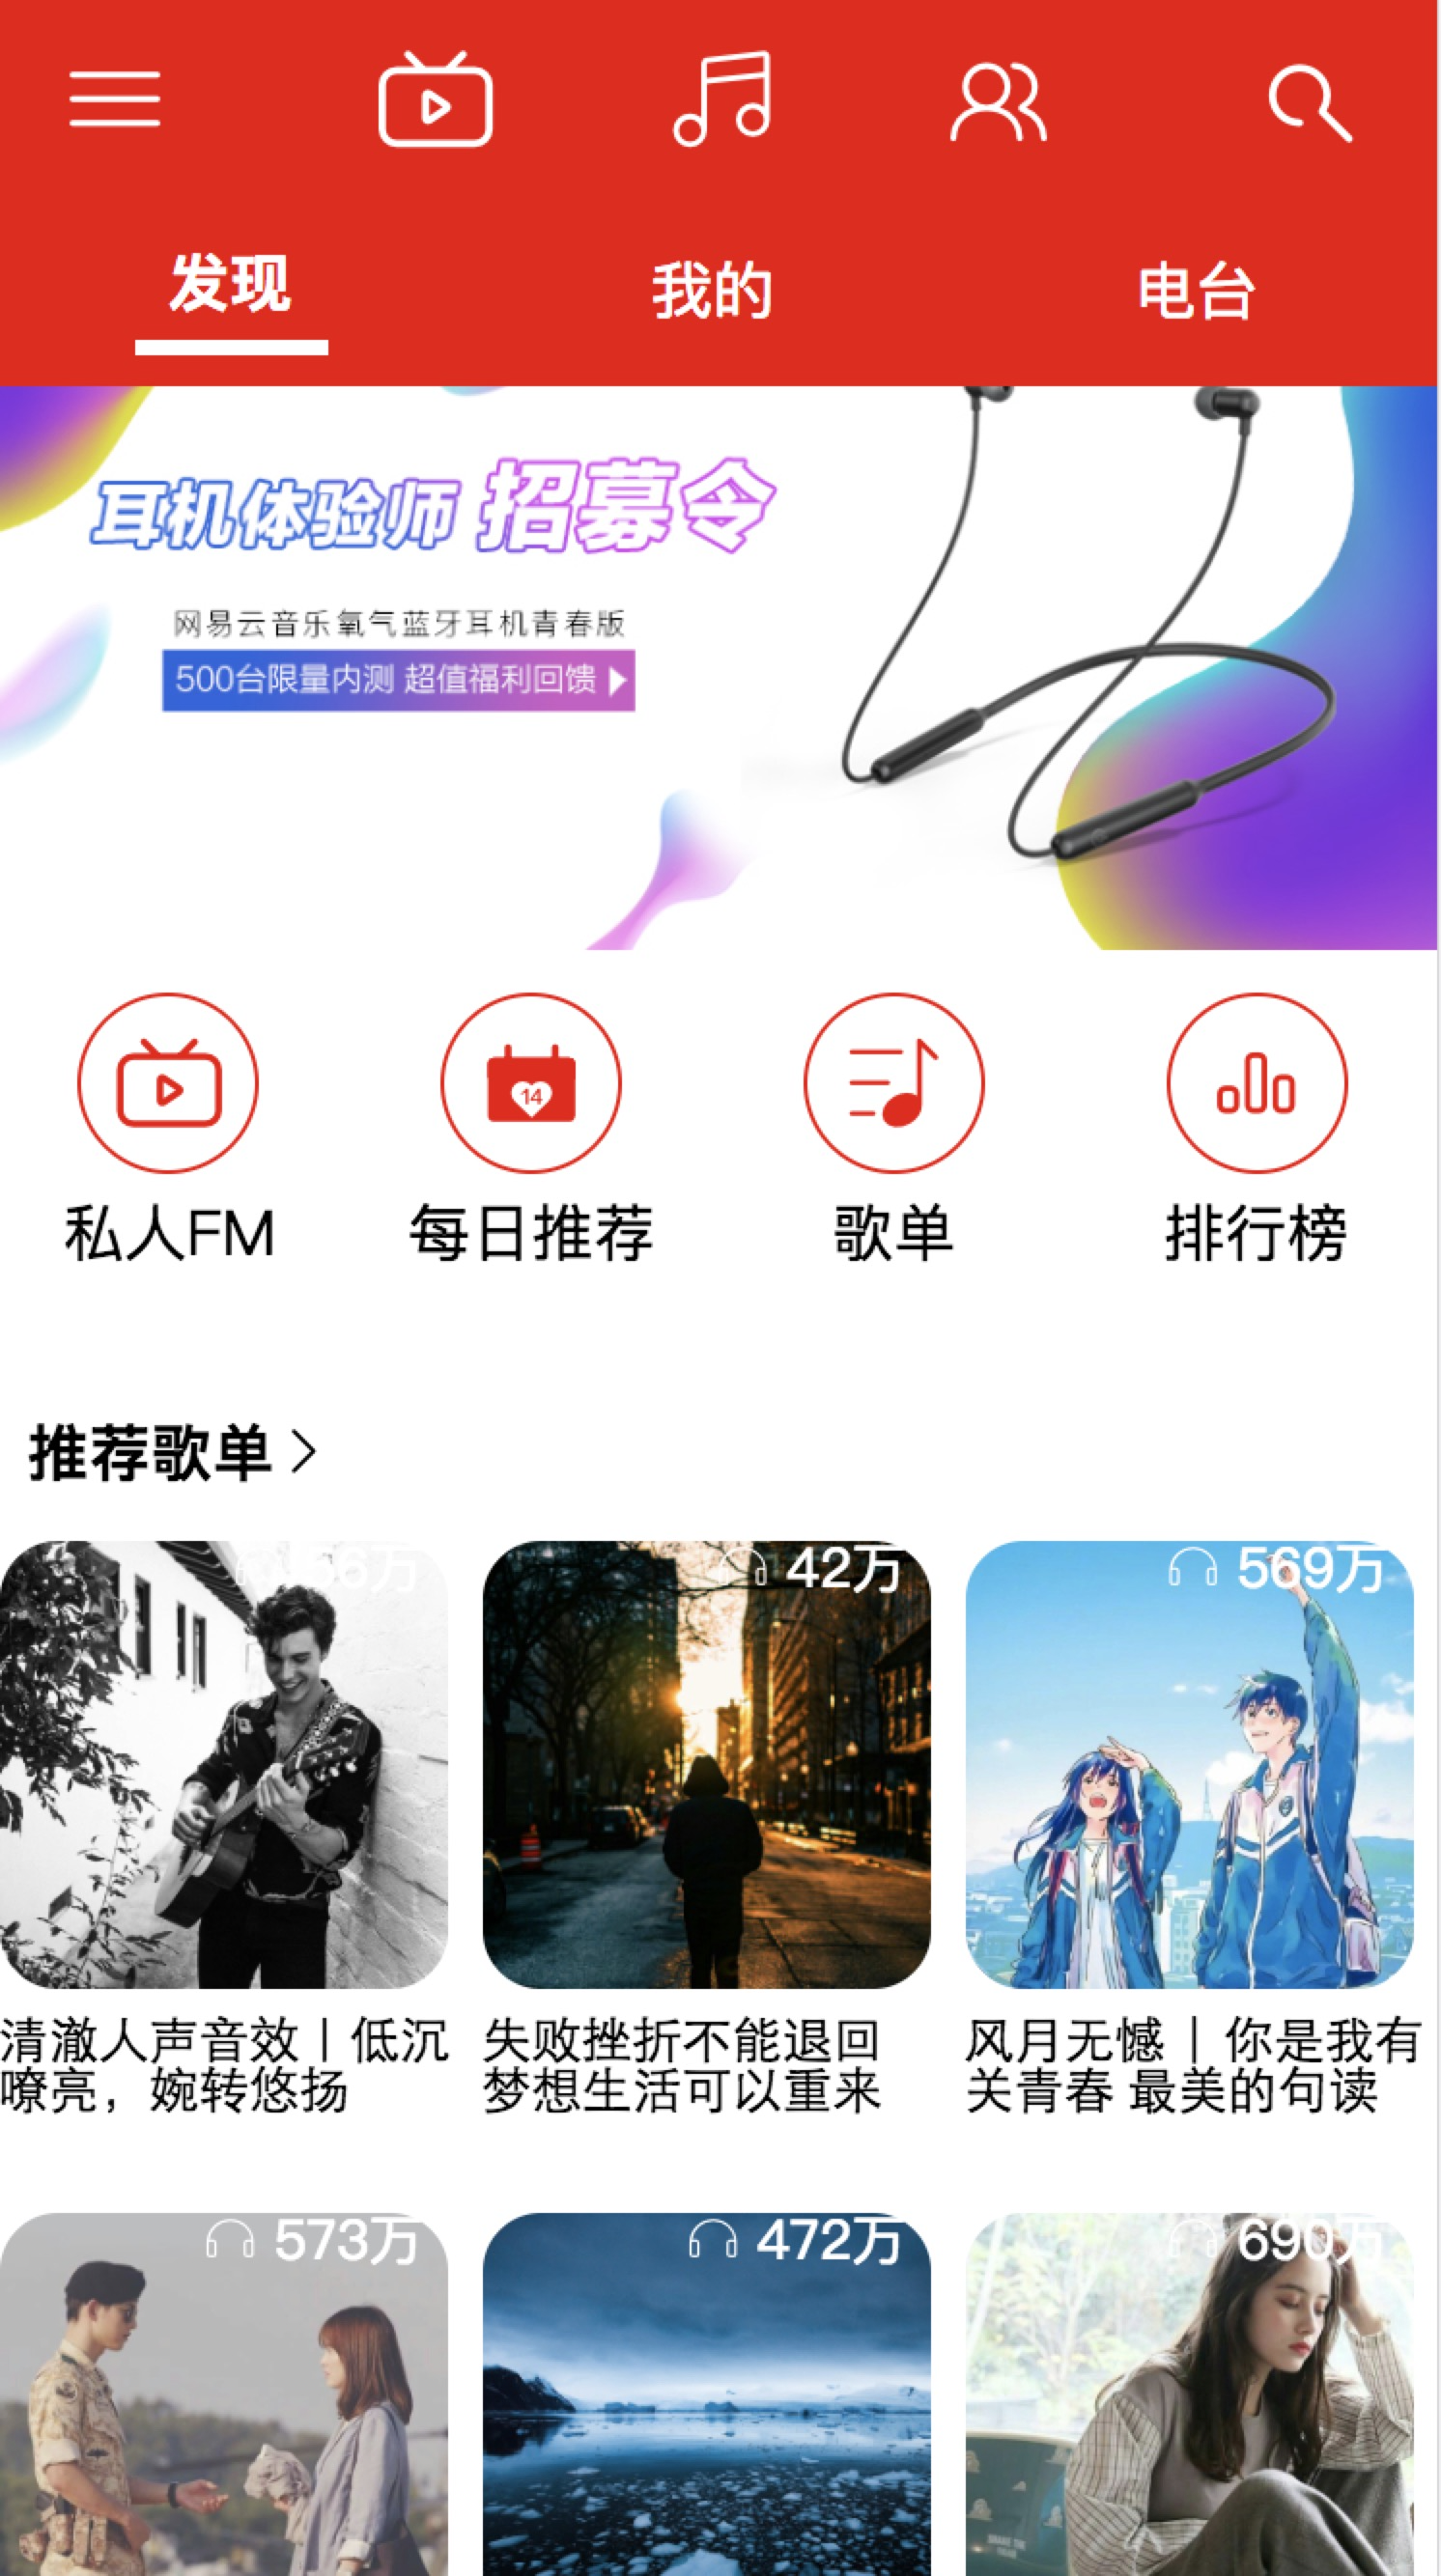 发现
我的
电台
耳机体验师 招募令
网易云音乐氧气蓝牙耳机青春版
500台限量内测 超值福利回馈
14
私人FM
每日推荐
歌单
排行榜
推荐歌单
42万
569万
清澈人声音效丨低沉
嘹亮，婉转悠扬
失败挫折不能退回
梦想生活可以重来
风月无憾丨 你是我有
关青春 最美的句读
573万
472万
690万